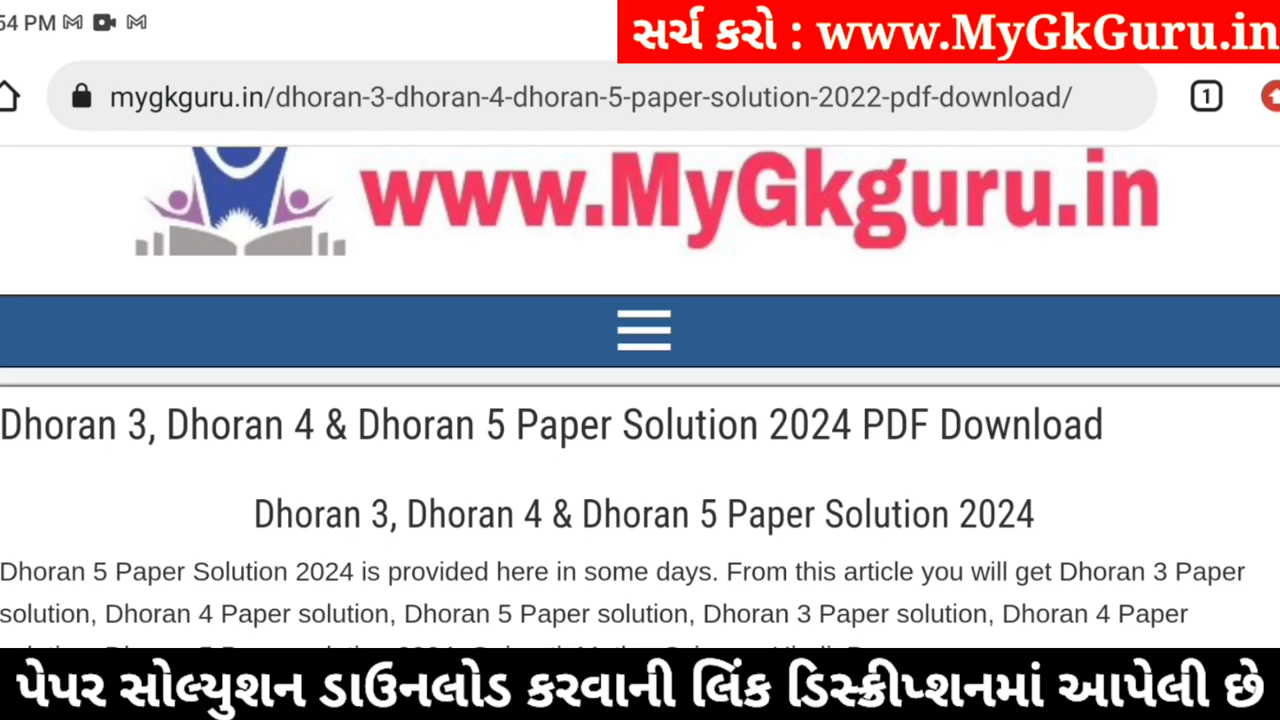 54 PM
સર્ચ કરો : www.MyGkGuru.in
mygkguru.in/dhoran-3-dhoran-4-dhoran-5-paper-solution-2022-pdf-download/
1
www.MyGkguru.in
Dhoran 3, Dhoran 4 & Dhoran 5 Paper Solution 2024 PDF Download
Dhoran 3, Dhoran 4 & Dhoran 5 Paper Solution 2024
Dhoran 5 Paper Solution 2024 is provided here in some days. From this article you will get Dhoran 3 Paper
solution, Dhoran 4 Paper solution, Dhoran 5 Paper solution, Dhoran 3 Paper solution, Dhoran 4 Paper
પેપર સોલ્યુશન ડાઉનલોડ કરવાની લિંક ડિસ્ક્રીપ્શનમાં આપેલી છે